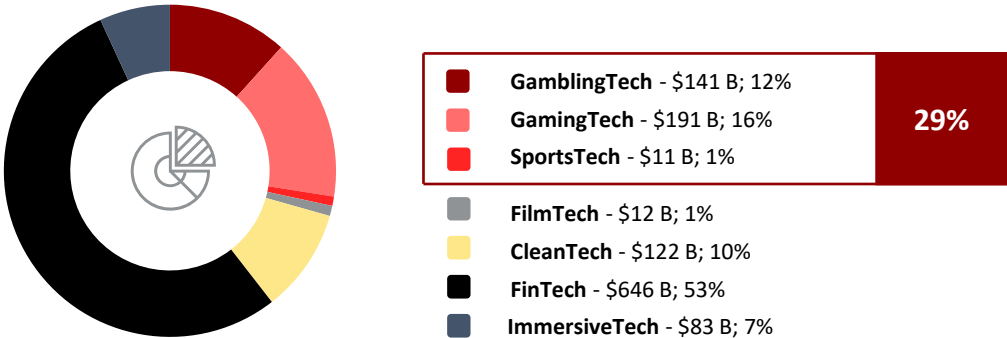 GamblingTech - $141 B; 12%
GamingTech - $191 B; 16%
SportsTech - $11 B; 1%
29%
FilmTech - $12 B; 1%
CleanTech - $122 B; 10%
FinTech - $646 B; 53%
ImmersiveTech - $83 B; 7%